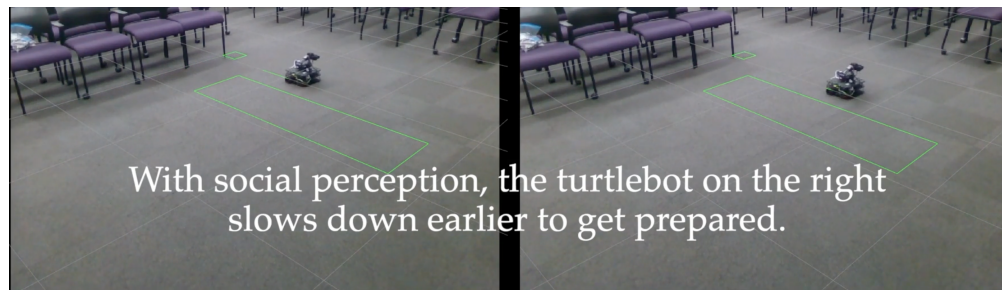 With social perception, the turtlebot on the right
slows down earlier to get prepared.